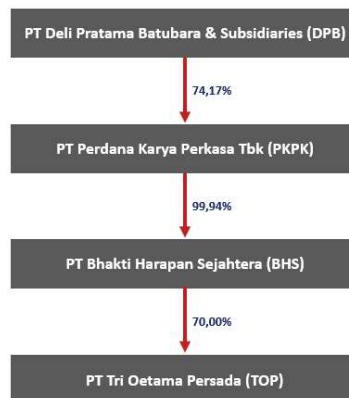 PT Deli Pratama Batubara & Subsidiaries (DPB)
74,17%
PT Perdana Karya Perkasa Tbk (PKPK)
99,94%
PT Bhakti Harapan Sejahtera (BHS)
70,00%
PT Tri Oetama Persada (TOP)